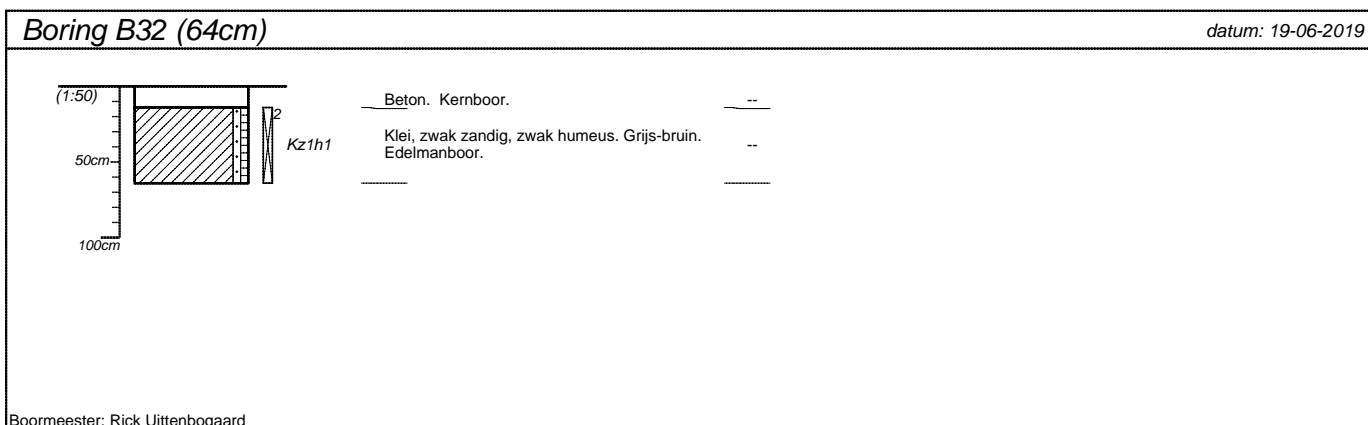 Boring B32 (64cm)
datum: 19-06-2019
(1:50)
Beton. Kernboor.
--
2
Kz1h1
Klei, zwak zandig, zwak humeus. Grijs-bruin.
Edelmanboor.
--
50cm
100cm
Boormeester: Rick Uittenbogaard